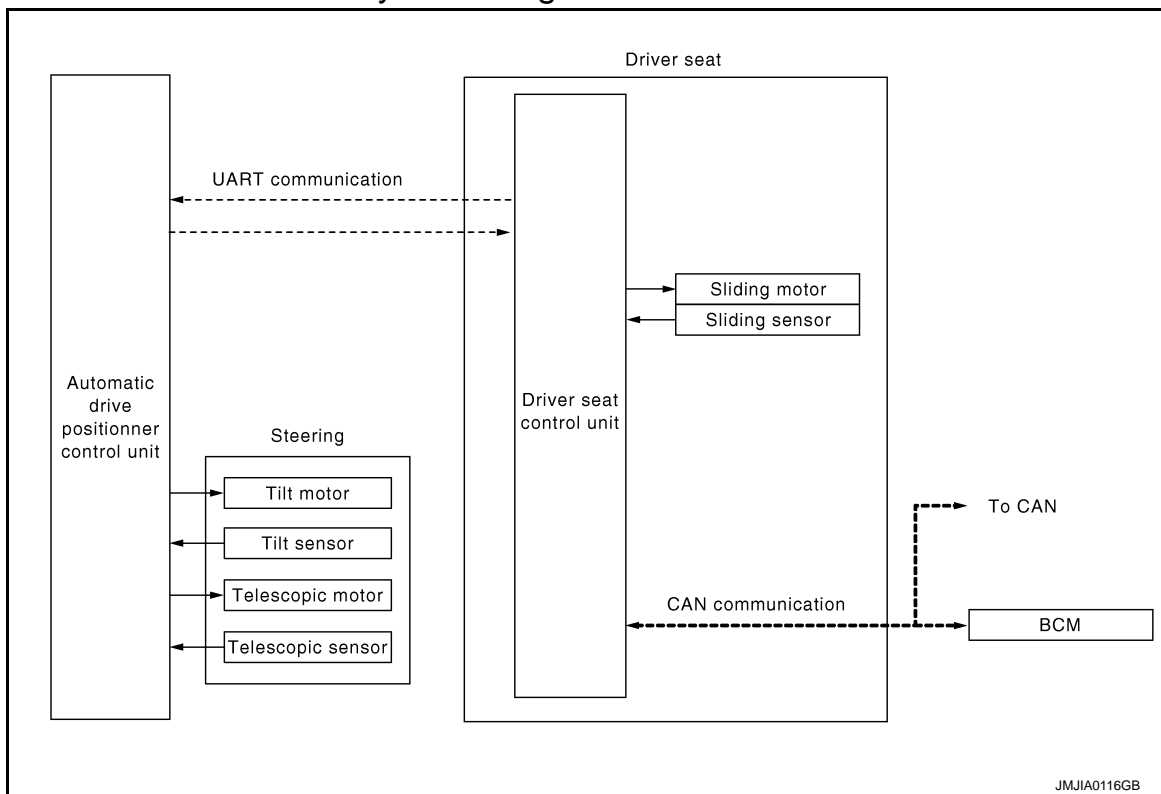 Driver seat
UART communication
Sliding motor
Sliding sensor
Automatic
drive
positionner
control unit
Driver seat
control unit
Steering
Tilt motor
Tilt sensor
Telescopic motor
Telescopic sensor
To CAN
CAN communication
BCM
JMJIA0116GB